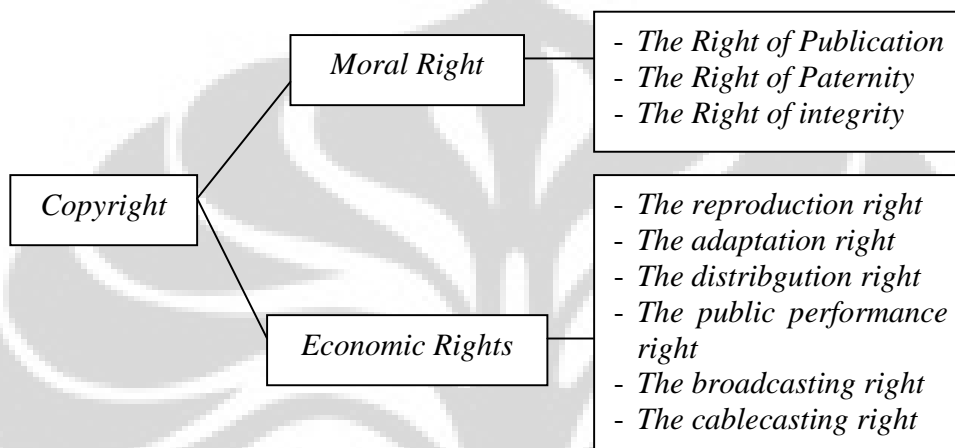 Copyright
Moral Right
- The Right of Publication
- The Right of Paternity
- The Right of integrity
Economic Rights
- The reproduction right
- The adaptation right
- The distribgution right
- The public performance
right
- The broadcasting right
- The cablecasting right